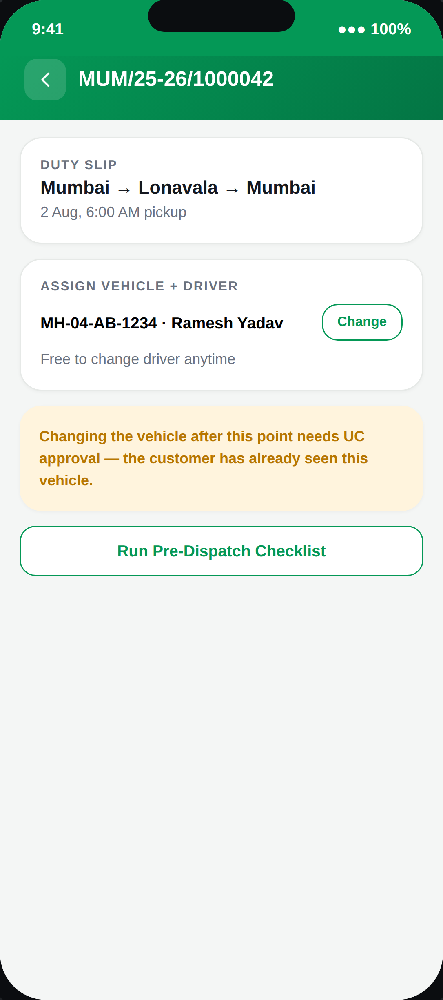 9:41
●●● 100%
MUM/25-26/1000042
DUTY SLIP
Mumbai → Lonavala → Mumbai
2 Aug, 6:00 AM pickup
ASSIGN VEHICLE + DRIVER
MH-04-AB-1234 · Ramesh Yadav
Change
Free to change driver anytime
Changing the vehicle after this point needs UC
approval — the customer has already seen this
vehicle.
Run Pre-Dispatch Checklist